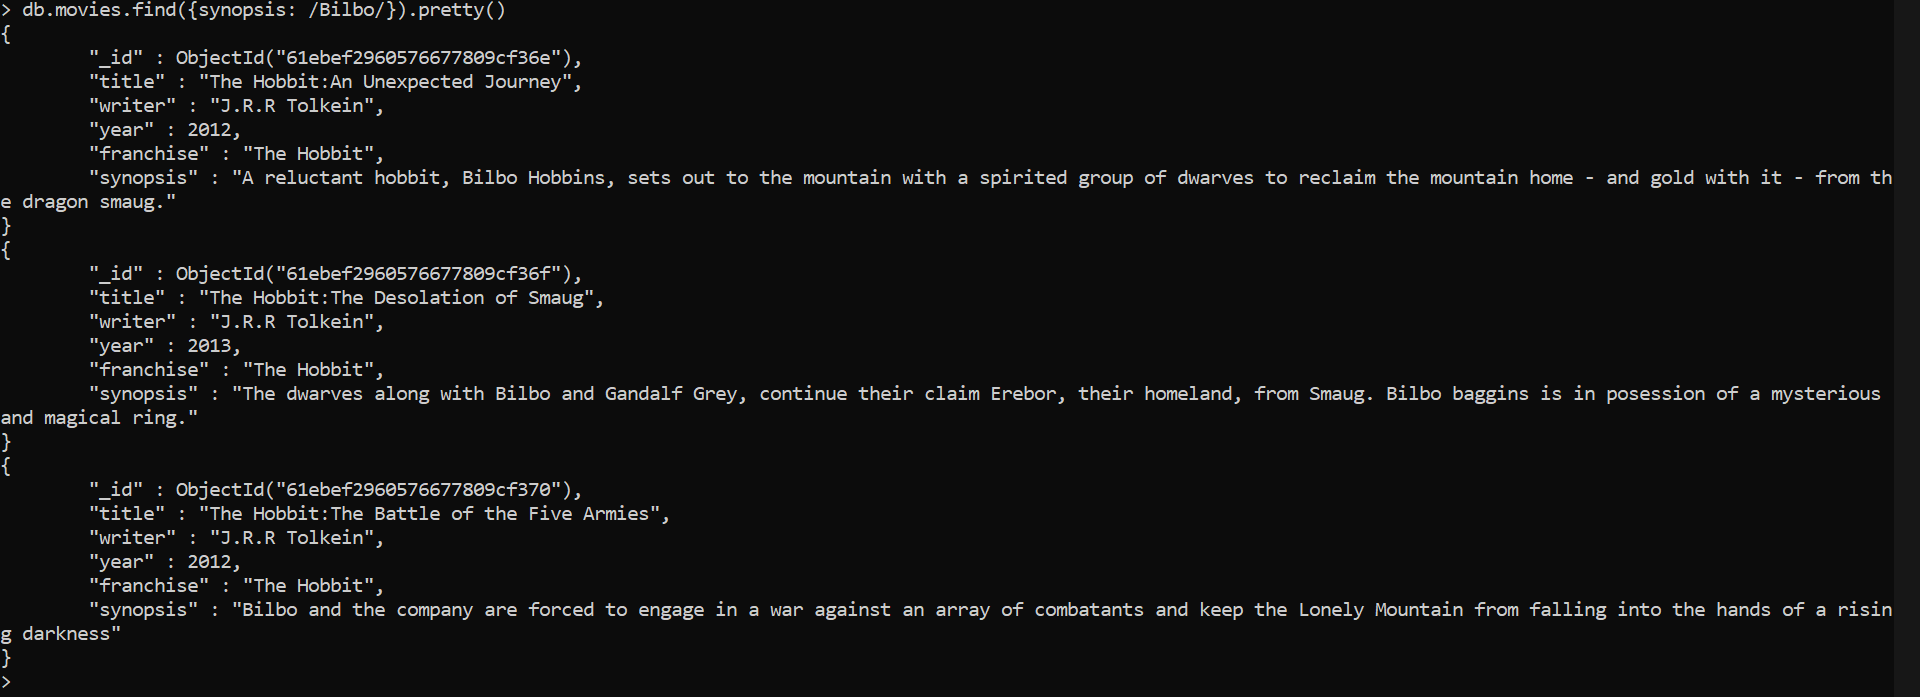 > db.movies.find({synopsis: /Bilbo/}).pretty()
{
        "_id" : ObjectId("61ebef2960576677809cf36e"),
        "title" : "The Hobbit:An Unexpected Journey",
        "writer" : "J.R.R Tolkein",
        "year" : 2012,
        "franchise" : "The Hobbit",
        "synopsis" : "A reluctant hobbit, Bilbo Hobbins, sets out to the mountain with a spirited group of dwarves to reclaim the mountain home - and gold with it - from th
e dragon smaug."
}
{
        "_id" : ObjectId("61ebef2960576677809cf36f"),
        "title" : "The Hobbit:The Desolation of Smaug",
        "writer" : "J.R.R Tolkein",
        "year" : 2013,
        "franchise" : "The Hobbit",
        "synopsis" : "The dwarves along with Bilbo and Gandalf Grey, continue their claim Erebor, their homeland, from Smaug. Bilbo baggins is in posession of a mysterious
and magical ring."
}
{
        "_id" : ObjectId("61ebef2960576677809cf370"),
        "title" : "The Hobbit:The Battle of the Five Armies",
        "writer" : "J.R.R Tolkein",
        "year" : 2012,
        "franchise" : "The Hobbit",
        "synopsis" : "Bilbo and the company are forced to engage in a war against an array of combatants and keep the Lonely Mountain from falling into the hands of a risin
g darkness"
}
>